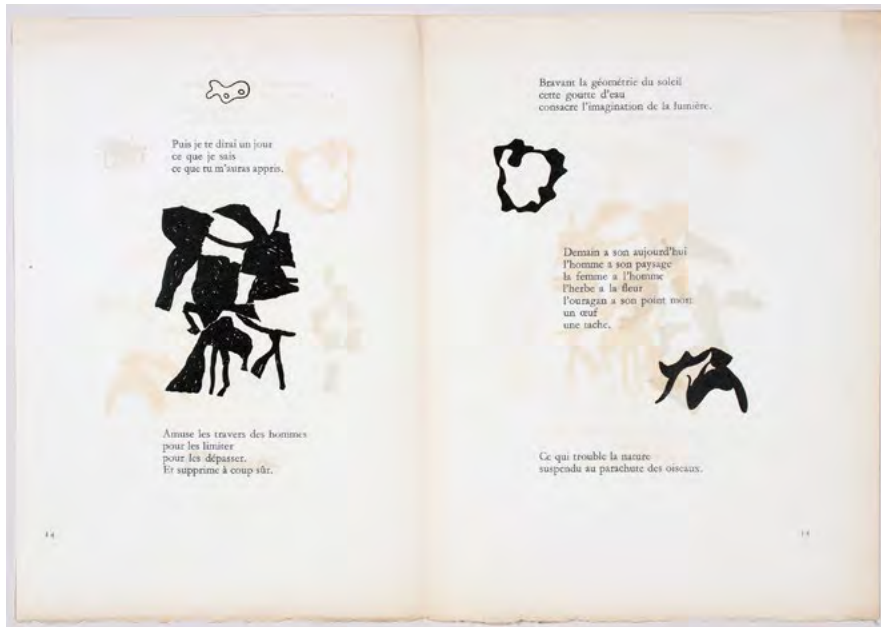 Puis je te dirai un jour
ce que je sais
ce que tu m'auras appris.
Amuse les travers des hommes
pour les limiter
pour les dépasser.
Et supprime à coup sûr.
14
Bravant la géométrie du soleil
cette goutte d'eau
consacre l'imagination de la lumière.
Demain a son aujourd'hui
l'homme a son paysage
la femme a l'homme
l'herbe a la fleur
l'ouragan a son point mort
un œuf
une tache.
Ce qui trouble la nature
suspendu au parachute des oiseaux.